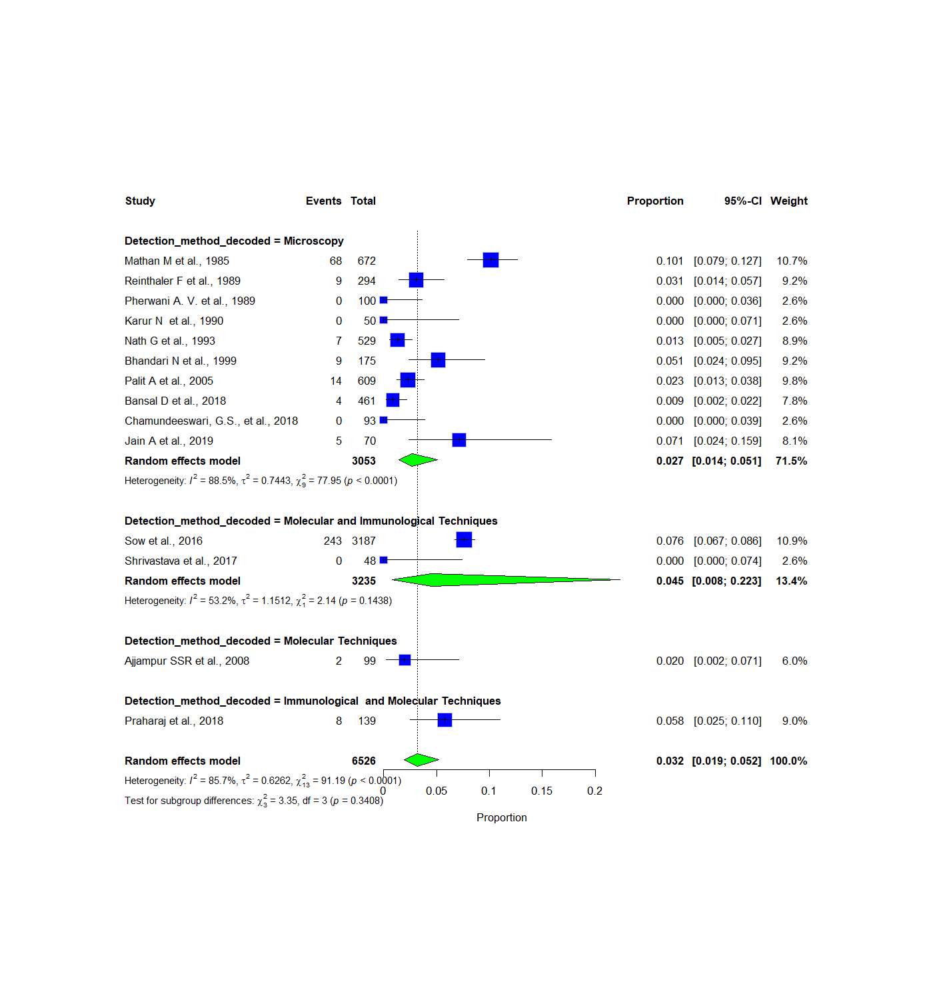 Study Events Total Proportion 95%-CI Weight
Detection_method_decoded = Microscopy
Mathan M et al., 1985 68 672 0.101 [0.079; 0.127] 10.7%
Reinthaler F et al., 1989 9 294 0.031 [0.014; 0.057] 9.2%
Pherwani A. V. et al., 1989 0 100 0.000 [0.000; 0.036] 2.6%
Karur N  et al., 1990 0 50 0.000 [0.000; 0.071] 2.6%
Nath G et al., 1993 7 529 0.013 [0.005; 0.027] 8.9%
Bhandari N et al., 1999 9 175 0.051 [0.024; 0.095] 9.2%
Palit A et al., 2005 14 609 0.023 [0.013; 0.038] 9.8%
Bansal D et al., 2018 4 461 0.009 [0.002; 0.022] 7.8%
Chamundeeswari, G.S., et al., 2018 0 93 0.000 [0.000; 0.039] 2.6%
Jain A et al., 2019 5 70 0.071 [0.024; 0.159] 8.1%
Random effects model 3053 0.027 [0.014; 0.051] 71.5%
Heterogeneity: I² = 88.5%, τ² = 0.7443, χ²₉ = 77.95 (p < 0.0001)
Detection_method_decoded = Molecular and Immunological Techniques
Sow et al., 2016 243 3187 0.076 [0.067; 0.086] 10.9%
Shrivastava et al., 2017 0 48 0.000 [0.000; 0.074] 2.6%
Random effects model 3235 0.045 [0.008; 0.223] 13.4%
Heterogeneity: I² = 53.2%, τ² = 1.1512, χ²₁ = 2.14 (p = 0.1438)
Detection_method_decoded = Molecular Techniques
Ajjampur SSR et al., 2008 2 99 0.020 [0.002; 0.071] 6.0%
Detection_method_decoded = Immunological  and Molecular Techniques
Praharaj et al., 2018 8 139 0.058 [0.025; 0.110] 9.0%
Random effects model 6526 0.032 [0.019; 0.052] 100.0%
Heterogeneity: I² = 85.7%, τ² = 0.6262, χ²₁₃ = 91.19 (p < 0.0001)
0 0.05 0.1 0.15 0.2
Test for subgroup differences: χ²₃ = 3.35, df = 3 (p = 0.3408)
Proportion